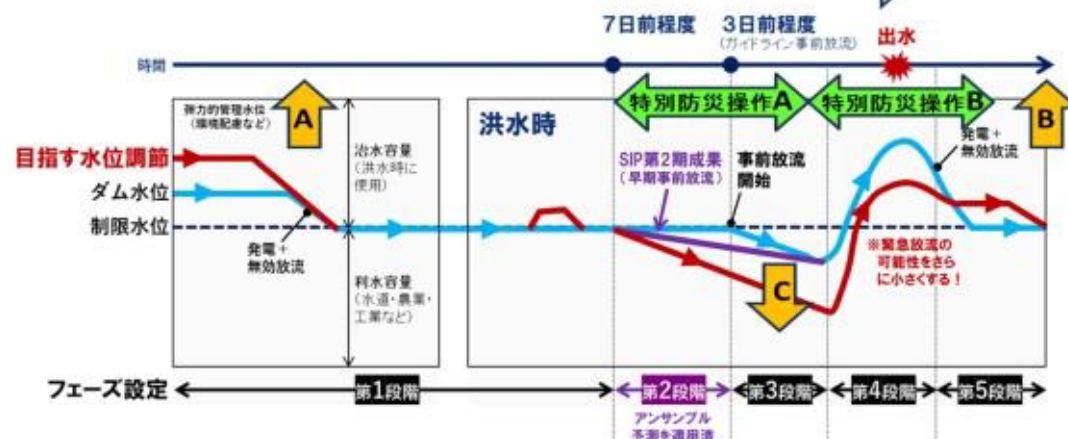 7日前程度
3日前程度
(ガイドライン事前放流)
出水
時間
特別防災操作A
特別防災操作B
弾力的管理水位
(環境配慮など)
A
B
洪水時
目指す水位調節
治水容量
(洪水時に
使用)
SIP第2期成果
(早期事前放流)
事前放流
開始
発電+
無効放流
ダム水位
制限水位
発電+
無効放流
利水容量
(水道・農業・
工業など)
C
※緊急放流の
可能性をさら
に小さくする!
フェーズ設定
第1段階
第2段階
第3段階
第4段階
第5段階
アンサンブル
予測を適用済